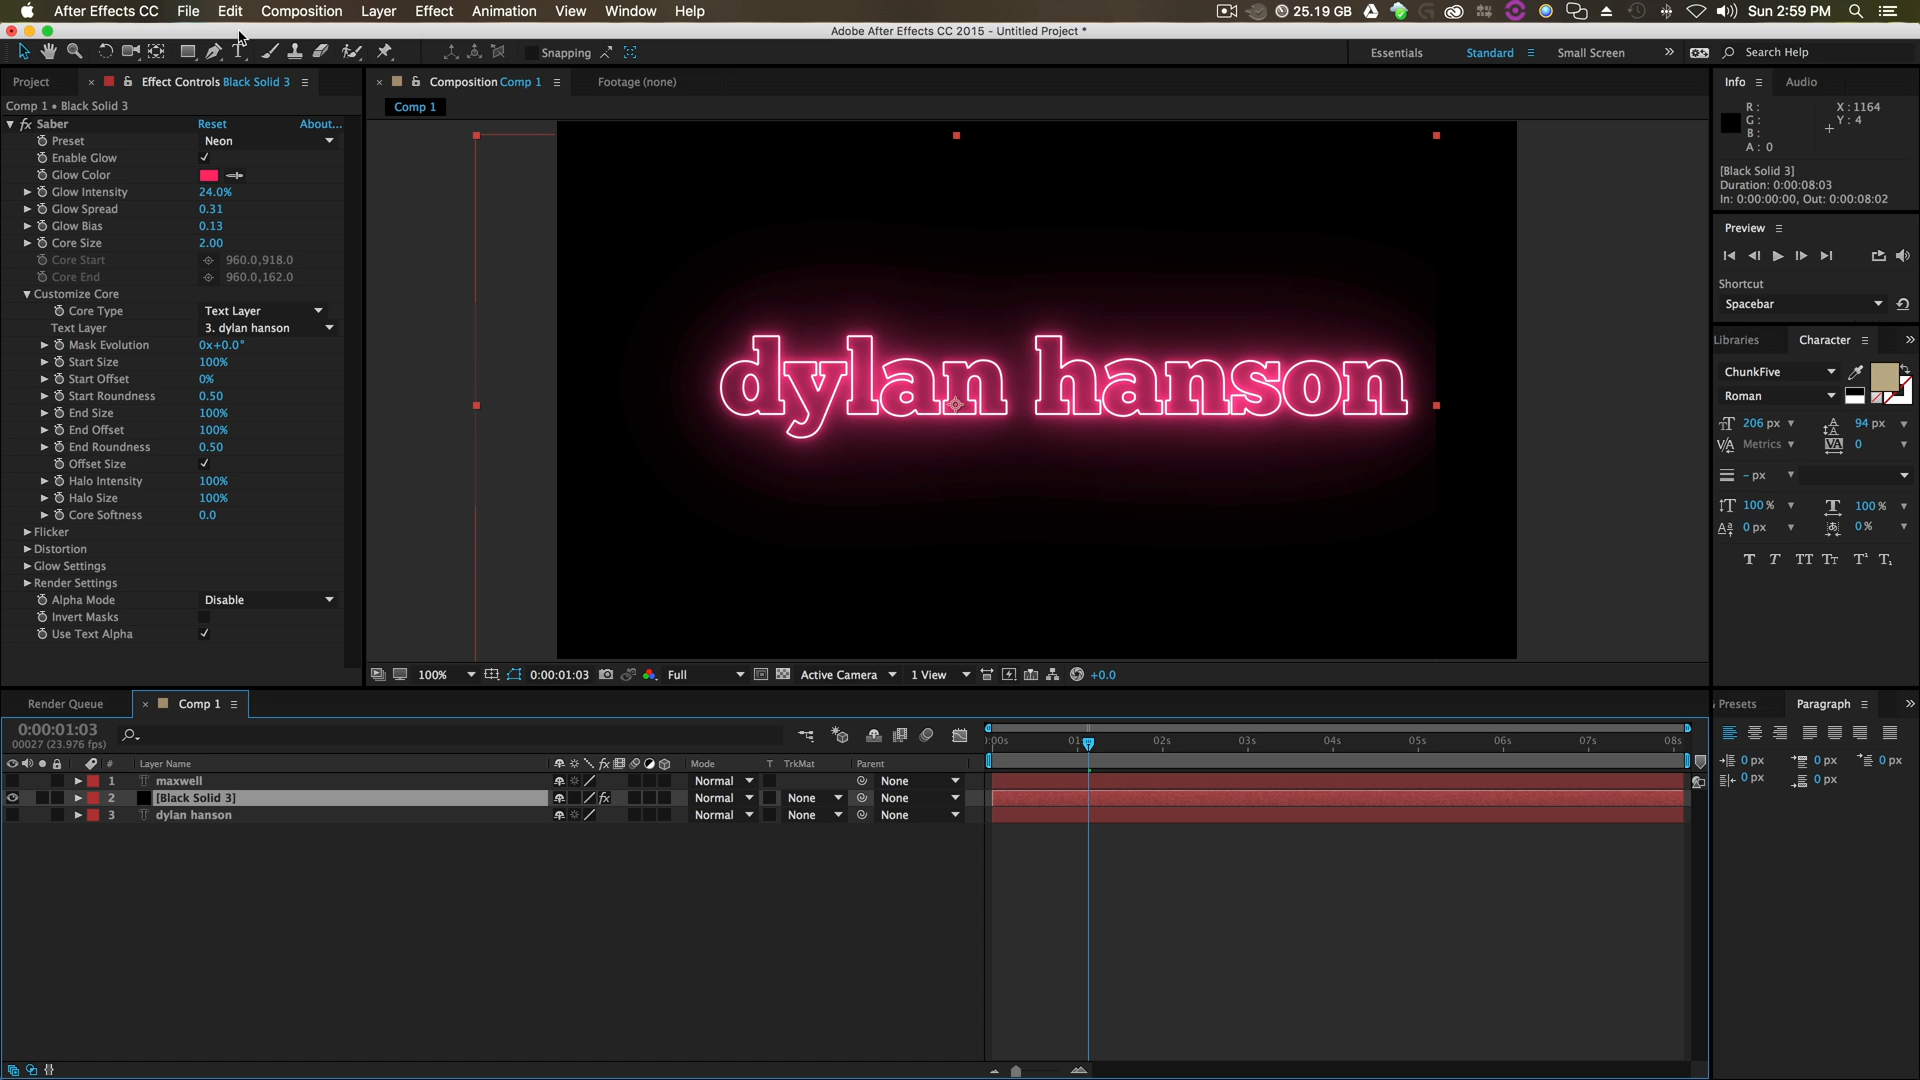 After Effects CC File Edit Composition Layer Effect Animation View Window Help 25.19 GB Sun 2:59 PM
Adobe After Effects CC 2015 - Untitled Project *
Snapping Essentials Standard Small Screen Search Help
Project Effect Controls Black Solid 3 Composition Comp 1 Footage (none) Info Audio
Comp 1 • Black Solid 3
Comp 1
Saber Reset About...
Preset Neon
Enable Glow
Glow Color
Glow Intensity 24.0%
Glow Spread 0.31
Glow Bias 0.13
Core Size 2.00
Core Start 960.0,918.0
Core End 960.0,162.0
Customize Core
Core Type Text Layer
Text Layer 3. dylan hanson
Mask Evolution 0x+0.0°
Start Size 100%
Start Offset 0%
Start Roundness 0.50
End Size 100%
End Offset 100%
End Roundness 0.50
Offset Size
Halo Intensity 100%
Halo Size 100%
Core Softness 0.0
Flicker
Distortion
Glow Settings
Render Settings
Alpha Mode Disable
Invert Masks
Use Text Alpha
dylan hanson
R:
G:
B:
A: 0
X: 1164
Y: 4
[Black Solid 3]
Duration: 0:00:08:03
In: 0:00:00:00, Out: 0:00:08:02
Preview
Shortcut
Spacebar
Libraries Character
ChunkFive
Roman
206 px 94 px
Metrics 0
- px
100 % 100 %
0 px 0 %
T T TT Tt T¹ T₁
100% 0:00:01:03 Full Active Camera 1 View +0.0
Render Queue Comp 1
0:00:01:03
00027 (23.976 fps)
:00s 01 02s 03s 04s 05s 06s 07s 08s
# Layer Name Mode T TrkMat Parent
1 T maxwell Normal None
2 [Black Solid 3] fx Normal None None
3 T dylan hanson Normal None None
Presets Paragraph
0 px 0 px 0 px
0 px 0 px